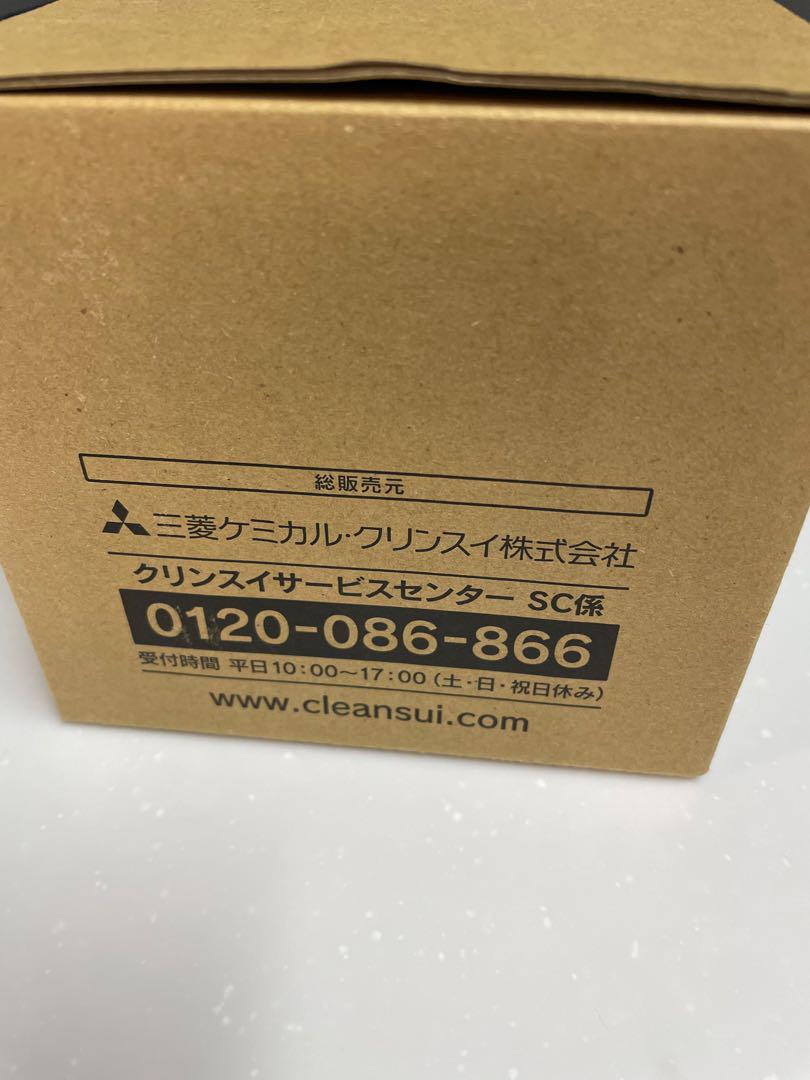 総販売元
三菱ケミカル・クリンスイ株式会社
クリンスイサービスセンター SC係
0120-086-866
受付時間 平日10:00～17:00（土・日・祝日休み）
www.cleansui.com